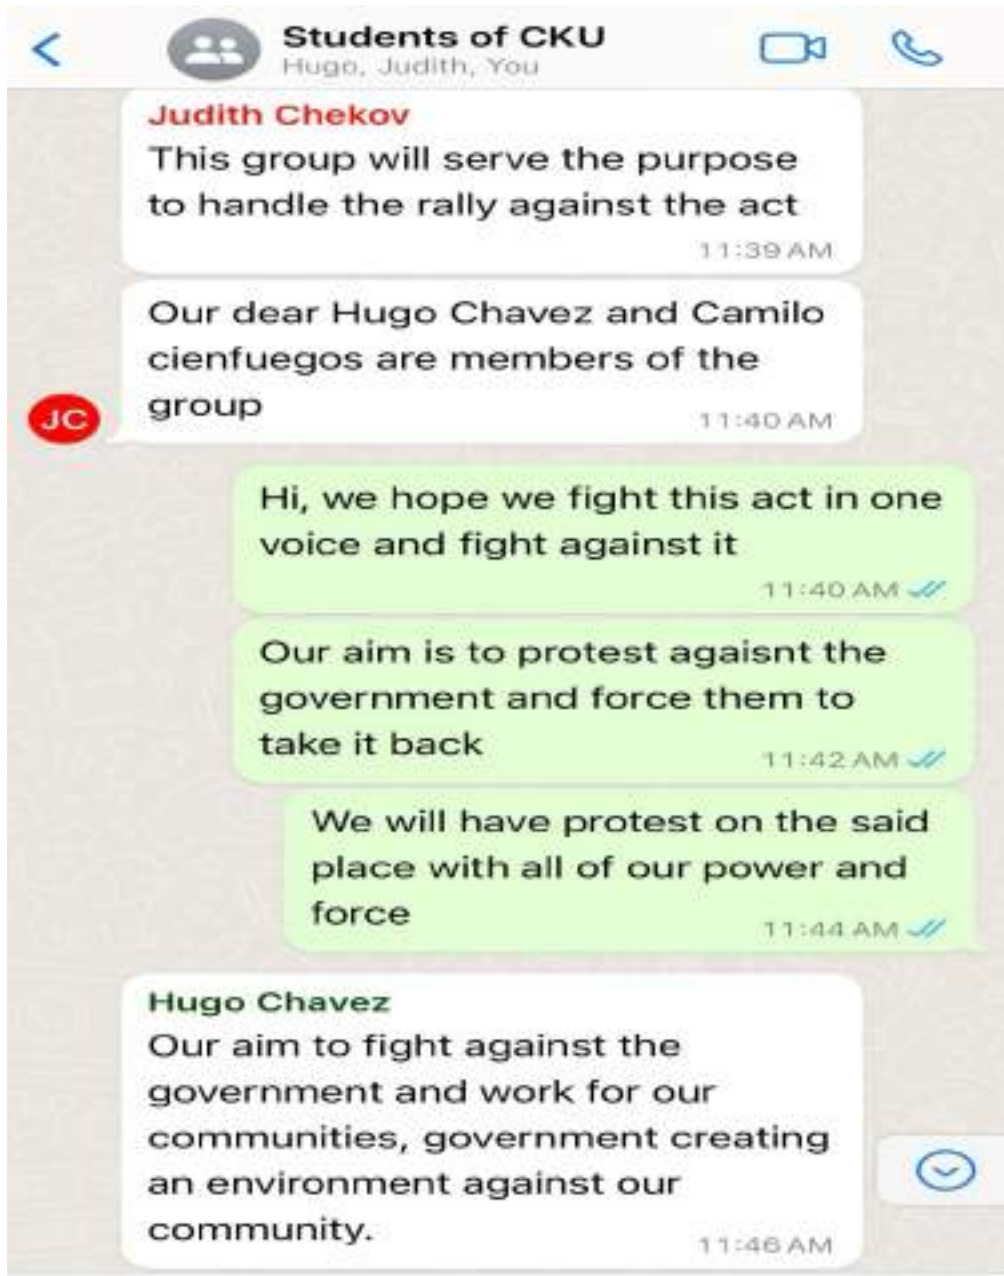 Students of CKU
Hugo, Judith, You
Judith Chekov
This group will serve the purpose
to handle the rally against the act
11:39 AM
Our dear Hugo Chavez and Camilo
cienfuegos are members of the
group
11:40 AM
JC
Hi, we hope we fight this act in one
voice and fight against it
11:40 AM
Our aim is to protest agaisnt the
government and force them to
take it back
11:42 AM
We will have protest on the said
place with all of our power and
force
11:44 AM
Hugo Chavez
Our aim to fight against the
government and work for our
communities, government creating
an environment against our
community.
11:46 AM